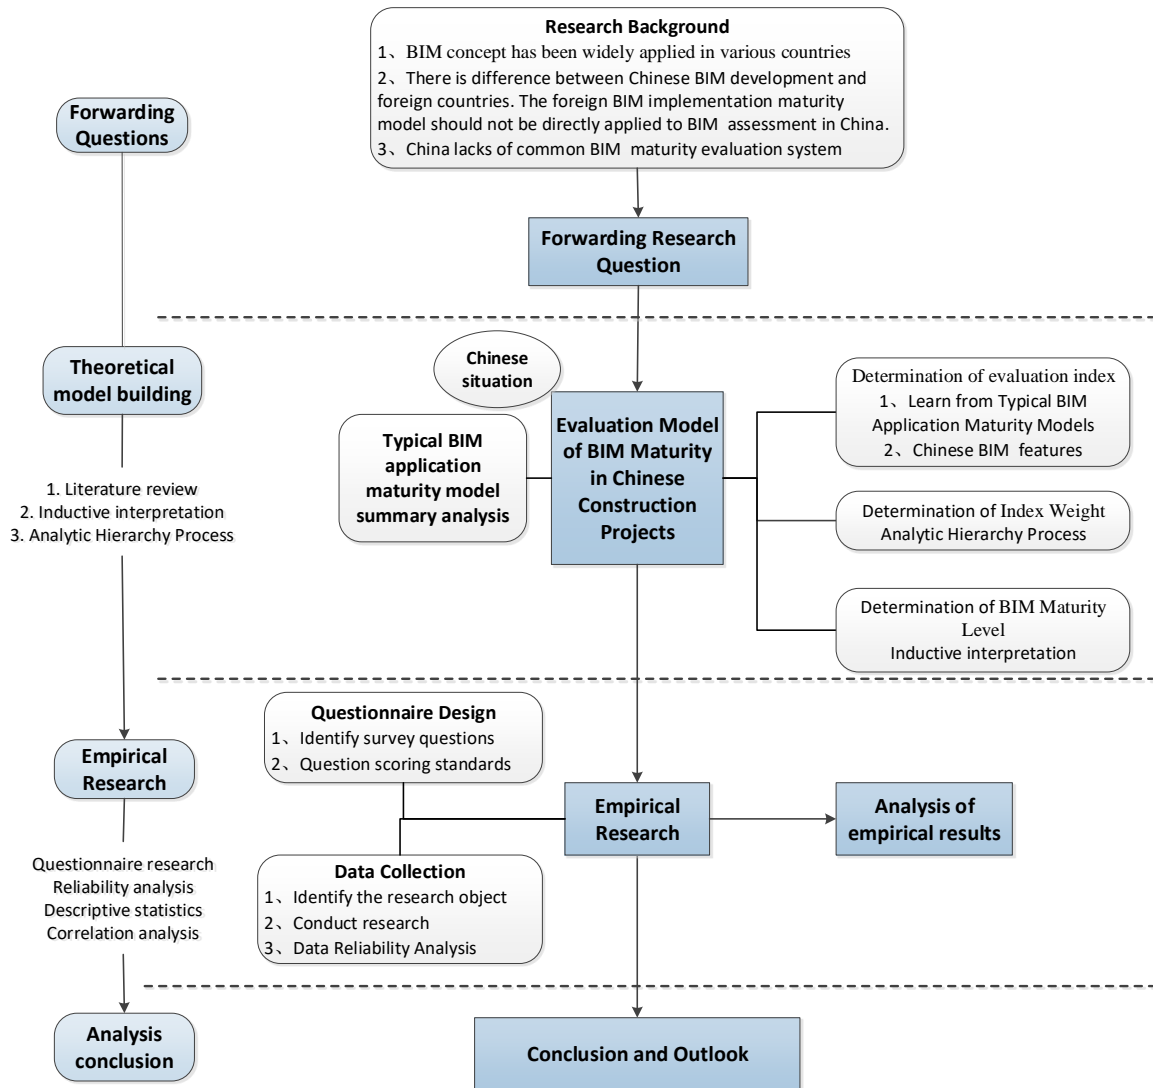 Research Background
1、BIM concept has been widely applied in various countries
2、There is difference between Chinese BIM development and
foreign countries. The foreign BIM implementation maturity
model should not be directly applied to BIM assessment in China.
3、China lacks of common BIM maturity evaluation system
Forwarding
Questions
Forwarding Research
Question
Theoretical
model building
Chinese
situation
Typical BIM
application
maturity model
summary analysis
Evaluation Model
of BIM Maturity
in Chinese
Construction
Projects
Determination of evaluation index
1、Learn from Typical BIM
Application Maturity Models
2、Chinese BIM features
Determination of Index Weight
Analytic Hierarchy Process
Determination of BIM Maturity
Level
Inductive interpretation
1. Literature review
2. Inductive interpretation
3. Analytic Hierarchy Process
Questionnaire Design
1、Identify survey questions
2、Question scoring standards
Empirical
Research
Empirical
Research
Analysis of
empirical results
Data Collection
1、Identify the research object
2、Conduct research
3、Data Reliability Analysis
Questionnaire research
Reliability analysis
Descriptive statistics
Correlation analysis
Analysis
conclusion
Conclusion and Outlook